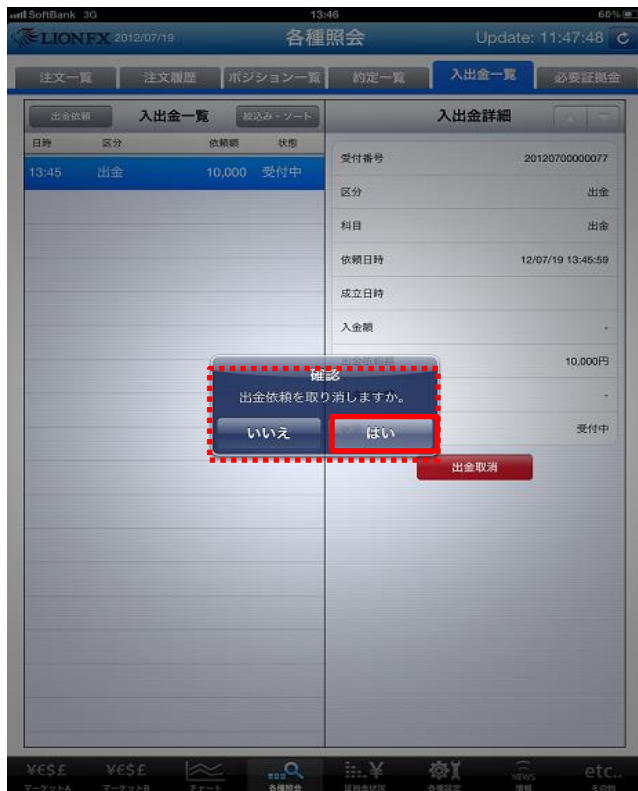 SoftBank 3G 13:46 60%
LION FX 2012/07/19 各種照会 Update: 11:47:48
注文一覧 注文履歴 ポジション一覧 約定一覧 入出金一覧 必要証拠金
出金依頼 入出金一覧 絞込み・ソート 入出金詳細
日時 区分 依頼額 状態
13:45 出金 10,000 受付中
受付番号 20120700000077
区分 出金
科目 出金
依頼日時 12/07/19 13:45:59
成立日時
入金額 -
10,000円
-
受付中
確認
出金依頼を取り消しますか。
いいえ はい
出金取消
¥€$£ ¥€$£ NEWS etc..
マーケットA マーケットB チャート 各種照会 証拠金状況 各種設定 情報 その他